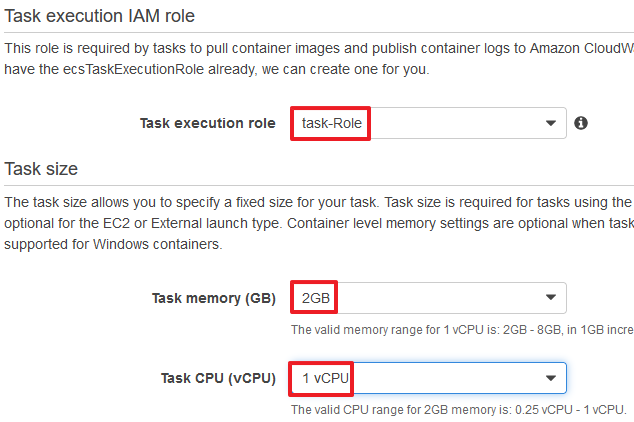 Task execution IAM role
This role is required by tasks to pull container images and publish container logs to Amazon CloudWa
have the ecsTaskExecutionRole already, we can create one for you.
Task execution role task-Role
Task size
The task size allows you to specify a fixed size for your task. Task size is required for tasks using the
optional for the EC2 or External launch type. Container level memory settings are optional when task
supported for Windows containers.
Task memory (GB) 2GB
The valid memory range for 1 vCPU is: 2GB - 8GB, in 1GB incre
Task CPU (vCPU) 1 vCPU
The valid CPU range for 2GB memory is: 0.25 vCPU - 1 vCPU.